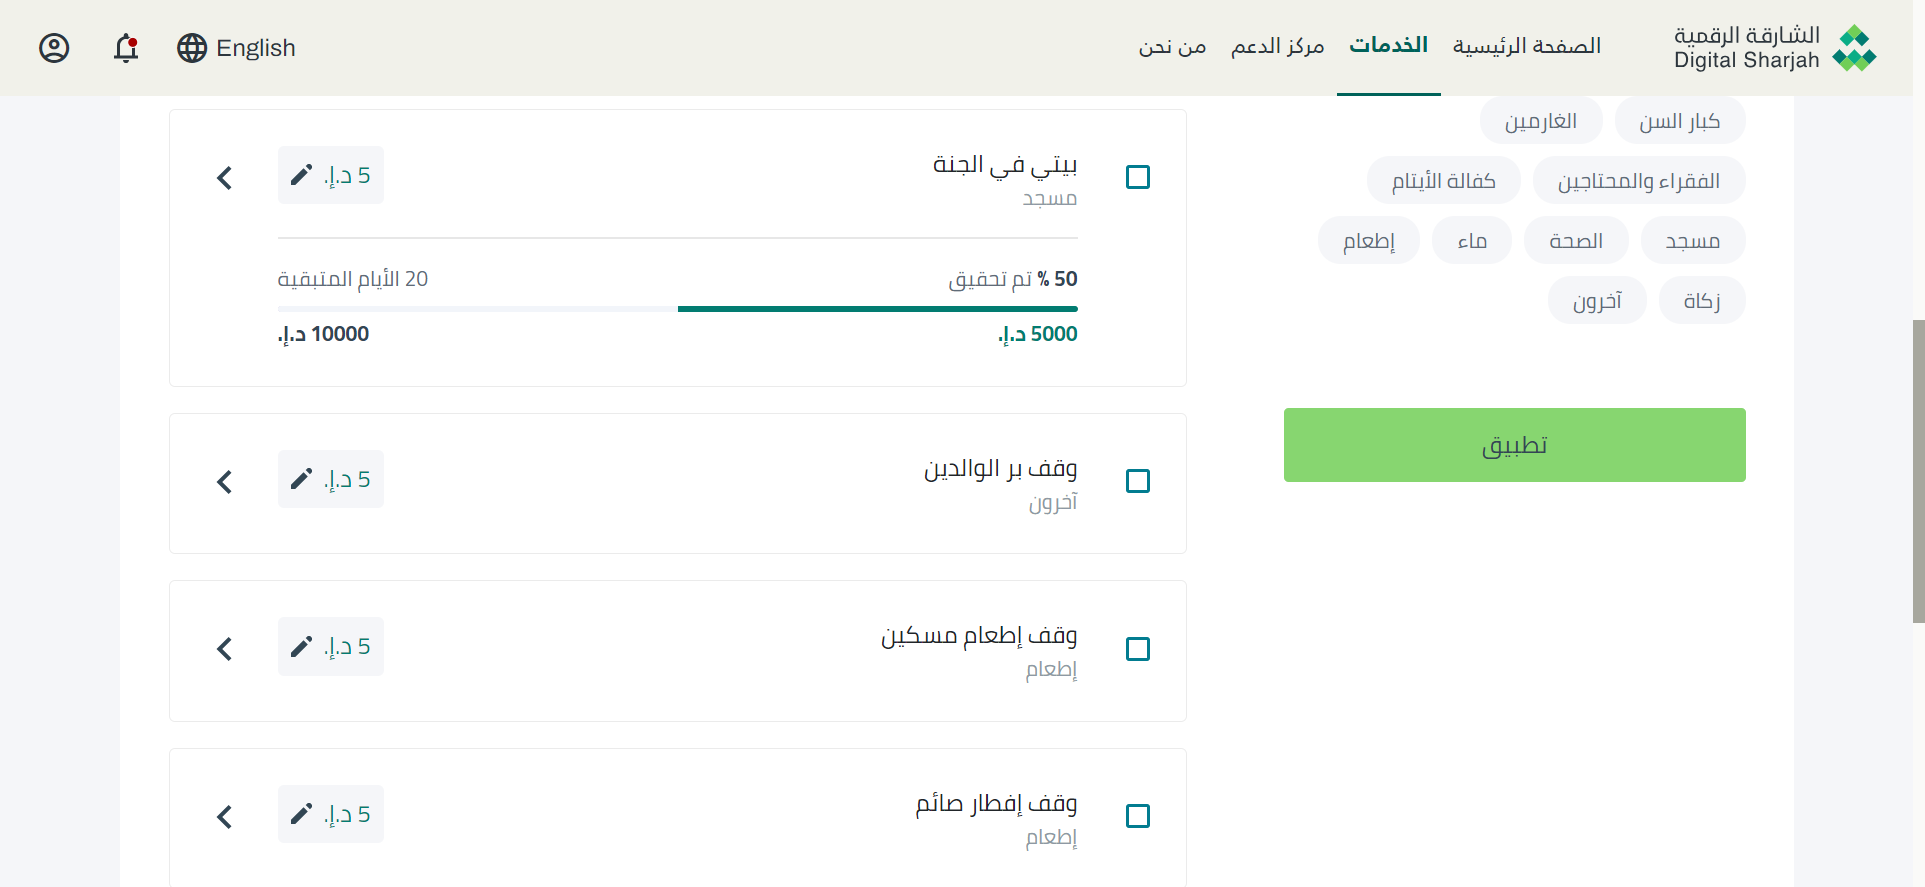 الشارقة الرقمية
Digital Sharjah
الصفحة الرئيسية
الخدمات
مركز الدعم
من نحن
English
كبار السن
الغارمين
الفقراء والمحتاجين
كفالة الأيتام
مسجد
الصحة
ماء
إطعام
زكاة
آخرون
تطبيق
بيتي في الجنة
مسجد
5 د.إ.
50 % تم تحقيق
20 الأيام المتبقية
5000 د.إ.
10000 د.إ.
وقف بر الوالدين
آخرون
5 د.إ.
وقف إطعام مسكين
إطعام
5 د.إ.
وقف إفطار صائم
إطعام
5 د.إ.